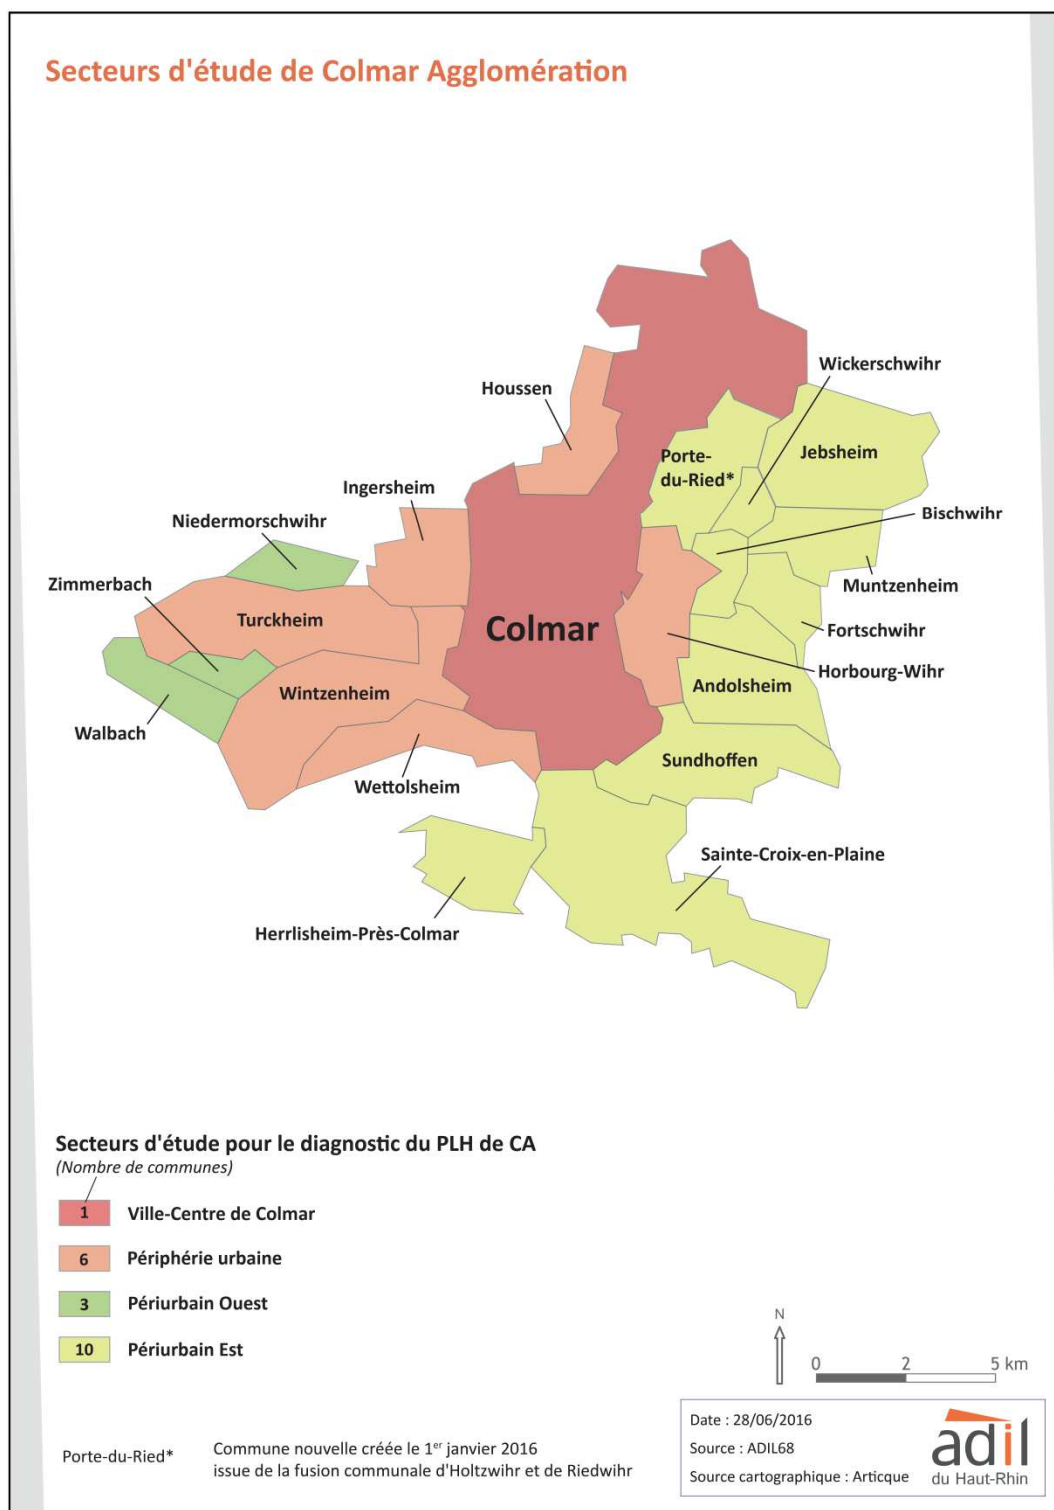 Secteurs d'étude de Colmar Agglomération
Wickerschwihr
Houssen
Jebsheim
Porte-
du-Ried*
Ingersheim
Bischwihr
Niedermorschwihr
Zimmerbach
Muntzenheim
Turckheim
Colmar
Fortschwihr
Horbourg-Wihr
Andolsheim
Wintzenheim
Walbach
Sundhoffen
Wettolsheim
Sainte-Croix-en-Plaine
Herrlisheim-Près-Colmar
Secteurs d'étude pour le diagnostic du PLH de CA
(Nombre de communes)
1 Ville-Centre de Colmar
6 Périphérie urbaine
3 Périurbain Ouest
10 Périurbain Est
N
0 2 5 km
Porte-du-Ried* Commune nouvelle créée le 1er janvier 2016
issue de la fusion communale d'Holtzwihr et de Riedwihr
Date : 28/06/2016
Source : ADIL68
Source cartographique : Articque
adil
du Haut-Rhin